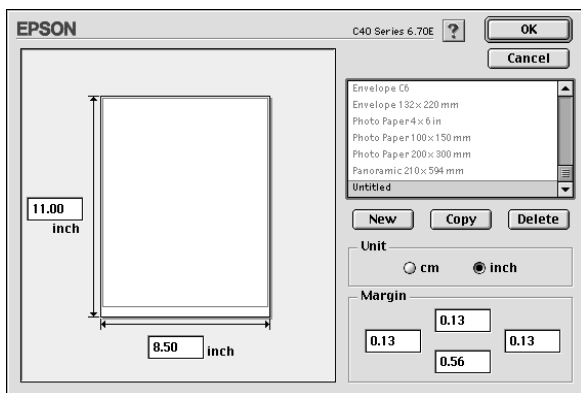 EPSON
C40 Series 6.70E
?
OK
Cancel
Envelope C6
Envelope 132×220 mm
Photo Paper 4×6 in
Photo Paper 100×150 mm
Photo Paper 200×300 mm
Panoramic 210×594 mm
Untitled
New
Copy
Delete
11.00
inch
8.50 inch
Unit
cm
inch
Margin
0.13
0.13
0.13
0.56